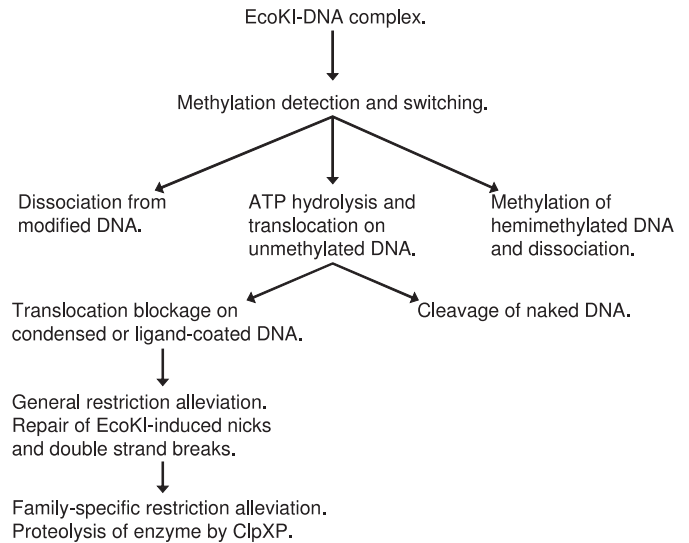 EcoKI-DNA complex.
Methylation detection and switching.
Dissociation from
modified DNA.
ATP hydrolysis and
translocation on
unmethylated DNA.
Methylation of
hemimethylated DNA
and dissociation.
Translocation blockage on
condensed or ligand-coated DNA.
Cleavage of naked DNA.
General restriction alleviation.
Repair of EcoKI-induced nicks
and double strand breaks.
Family-specific restriction alleviation.
Proteolysis of enzyme by ClpXP.